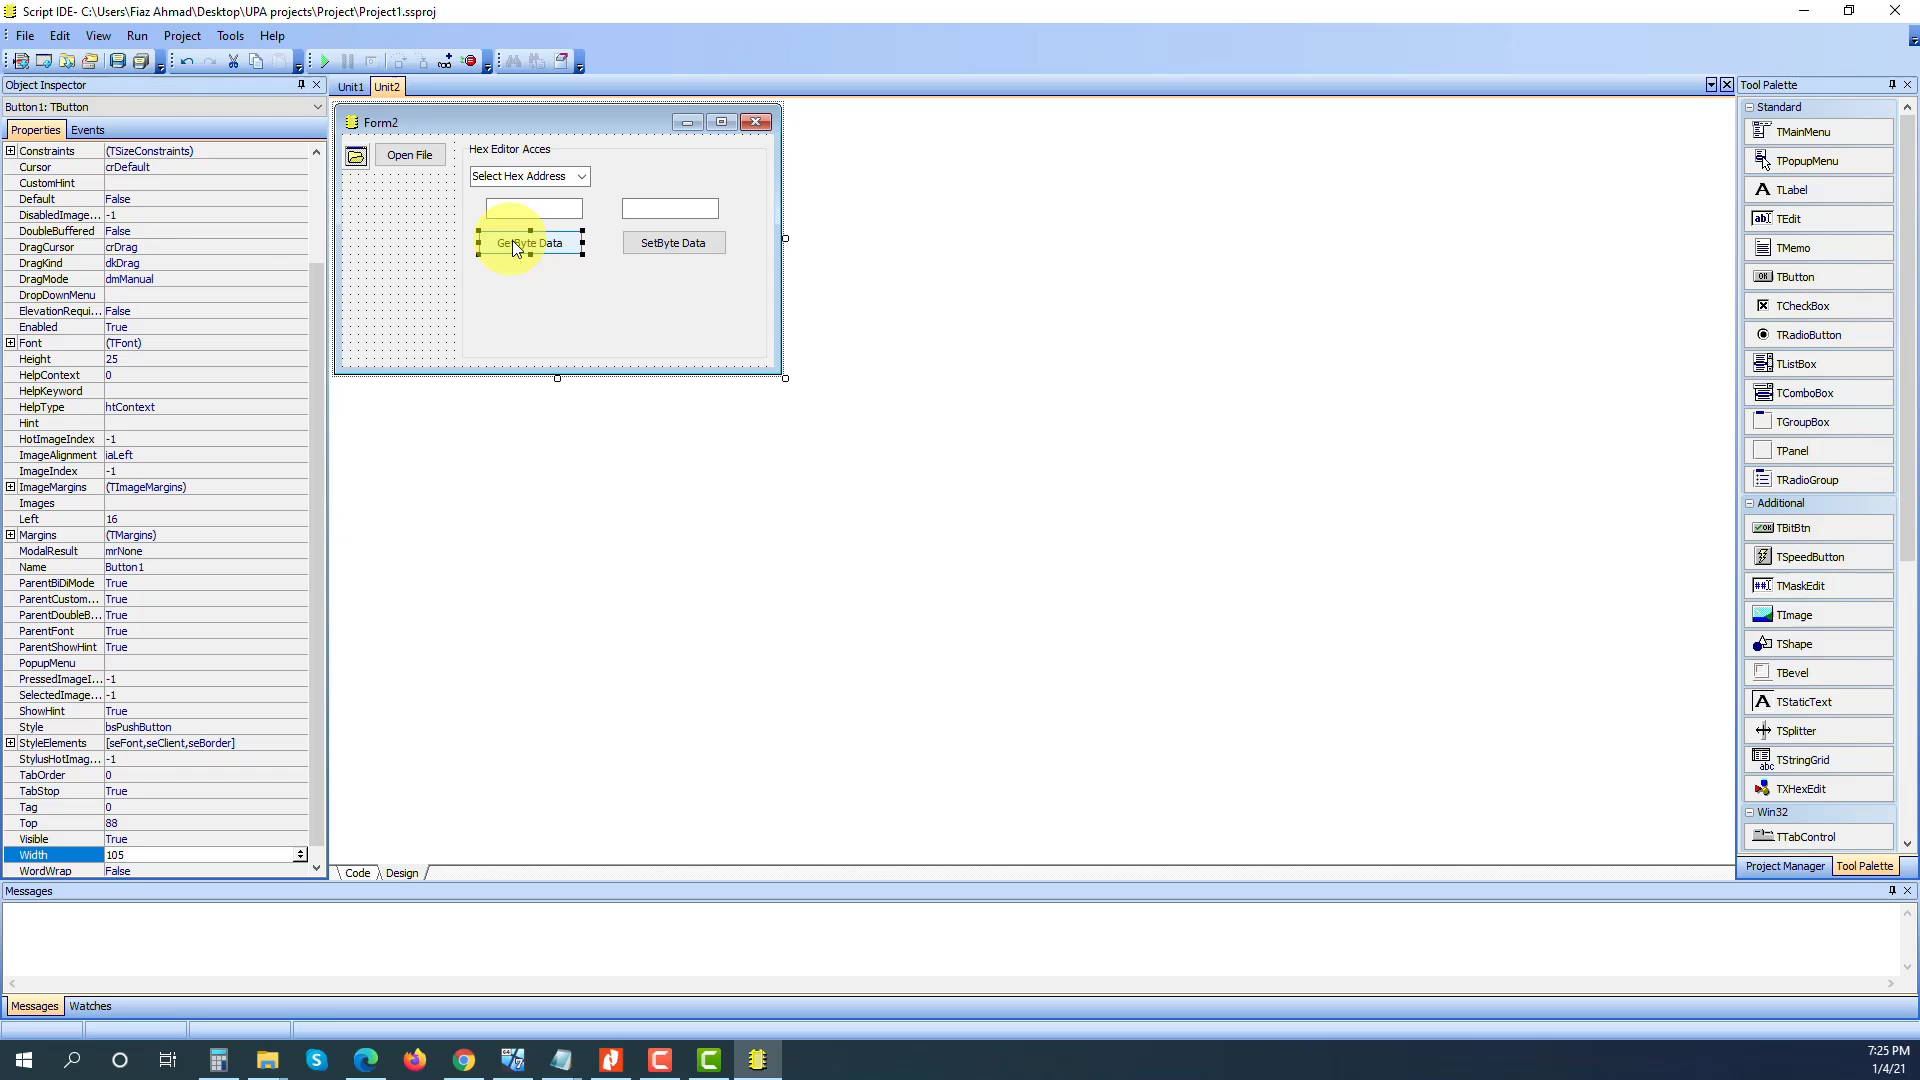 Script IDE- C:\Users\Fiaz Ahmad\Desktop\UPA projects\Project\Project1.ssproj
File Edit View Run Project Tools Help
Object Inspector
Button1: TButton
Properties Events
Constraints (TSizeConstraints)
Cursor crDefault
CustomHint
Default False
DisabledImage... -1
DoubleBuffered False
DragCursor crDrag
DragKind dkDrag
DragMode dmManual
DropDownMenu
ElevationRequi... False
Enabled True
Font (TFont)
Height 25
HelpContext 0
HelpKeyword
HelpType htContext
Hint
HotImageIndex -1
ImageAlignment iaLeft
ImageIndex -1
ImageMargins (TImageMargins)
Images
Left 16
Margins (TMargins)
ModalResult mrNone
Name Button1
ParentBiDiMode True
ParentCustom... True
ParentDoubleB... True
ParentFont True
ParentShowHint True
PopupMenu
PressedImageI... -1
SelectedImage... -1
ShowHint True
Style bsPushButton
StyleElements [seFont,seClient,seBorder]
StylusHotImag... -1
TabOrder 0
TabStop True
Tag 0
Top 88
Visible True
Width 105
WordWrap False
Unit1 Unit2
Form2
Open File
Hex Editor Acces
Select Hex Address
GetByte Data SetByte Data
Code Design
Tool Palette
Standard
TMainMenu
TPopupMenu
TLabel
TEdit
TMemo
TButton
TCheckBox
TRadioButton
TListBox
TComboBox
TGroupBox
TPanel
TRadioGroup
Additional
TBitBtn
TSpeedButton
TMaskEdit
TImage
TShape
TBevel
TStaticText
TSplitter
TStringGrid
TXHexEdit
Win32
TTabControl
Project Manager Tool Palette
Messages
Messages Watches
7:25 PM
1/4/21